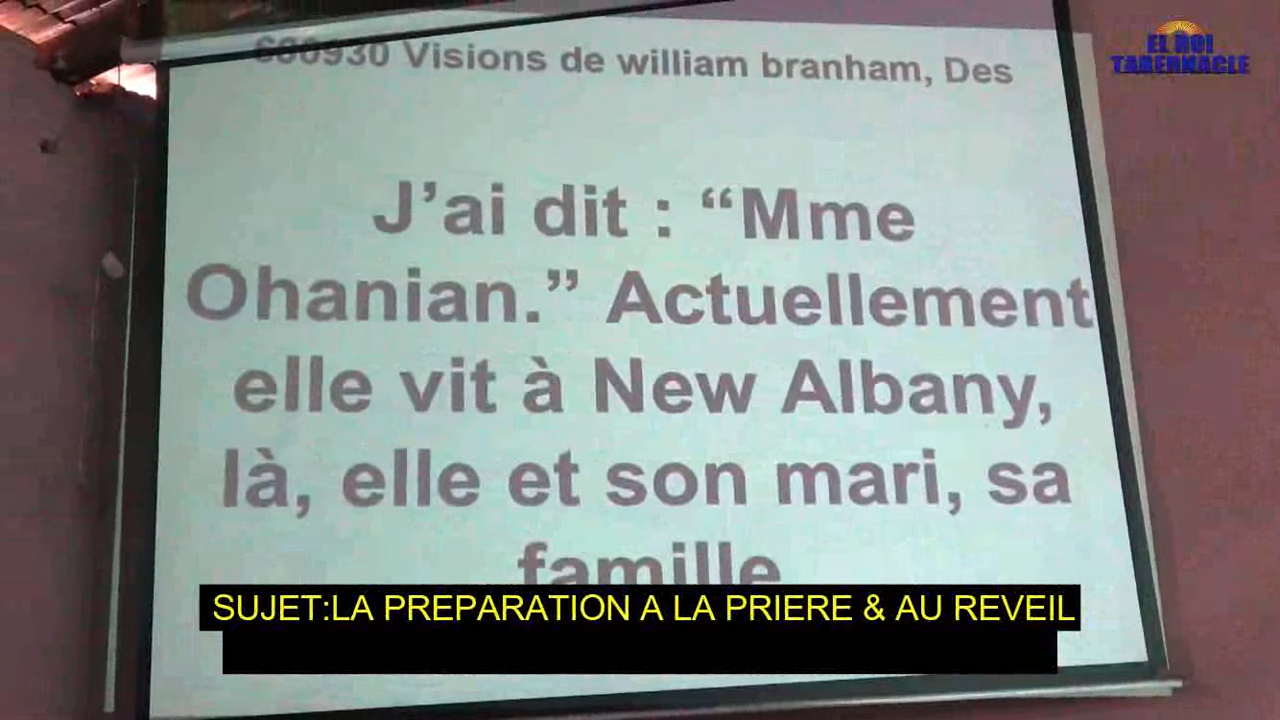 600930 Visions de william branham, Des
EL ROI
TABERNACLE
J’ai dit : “Mme
Ohanian.” Actuellement
elle vit à New Albany,
là, elle et son mari, sa
famille
SUJET:LA PREPARATION A LA PRIERE & AU REVEIL